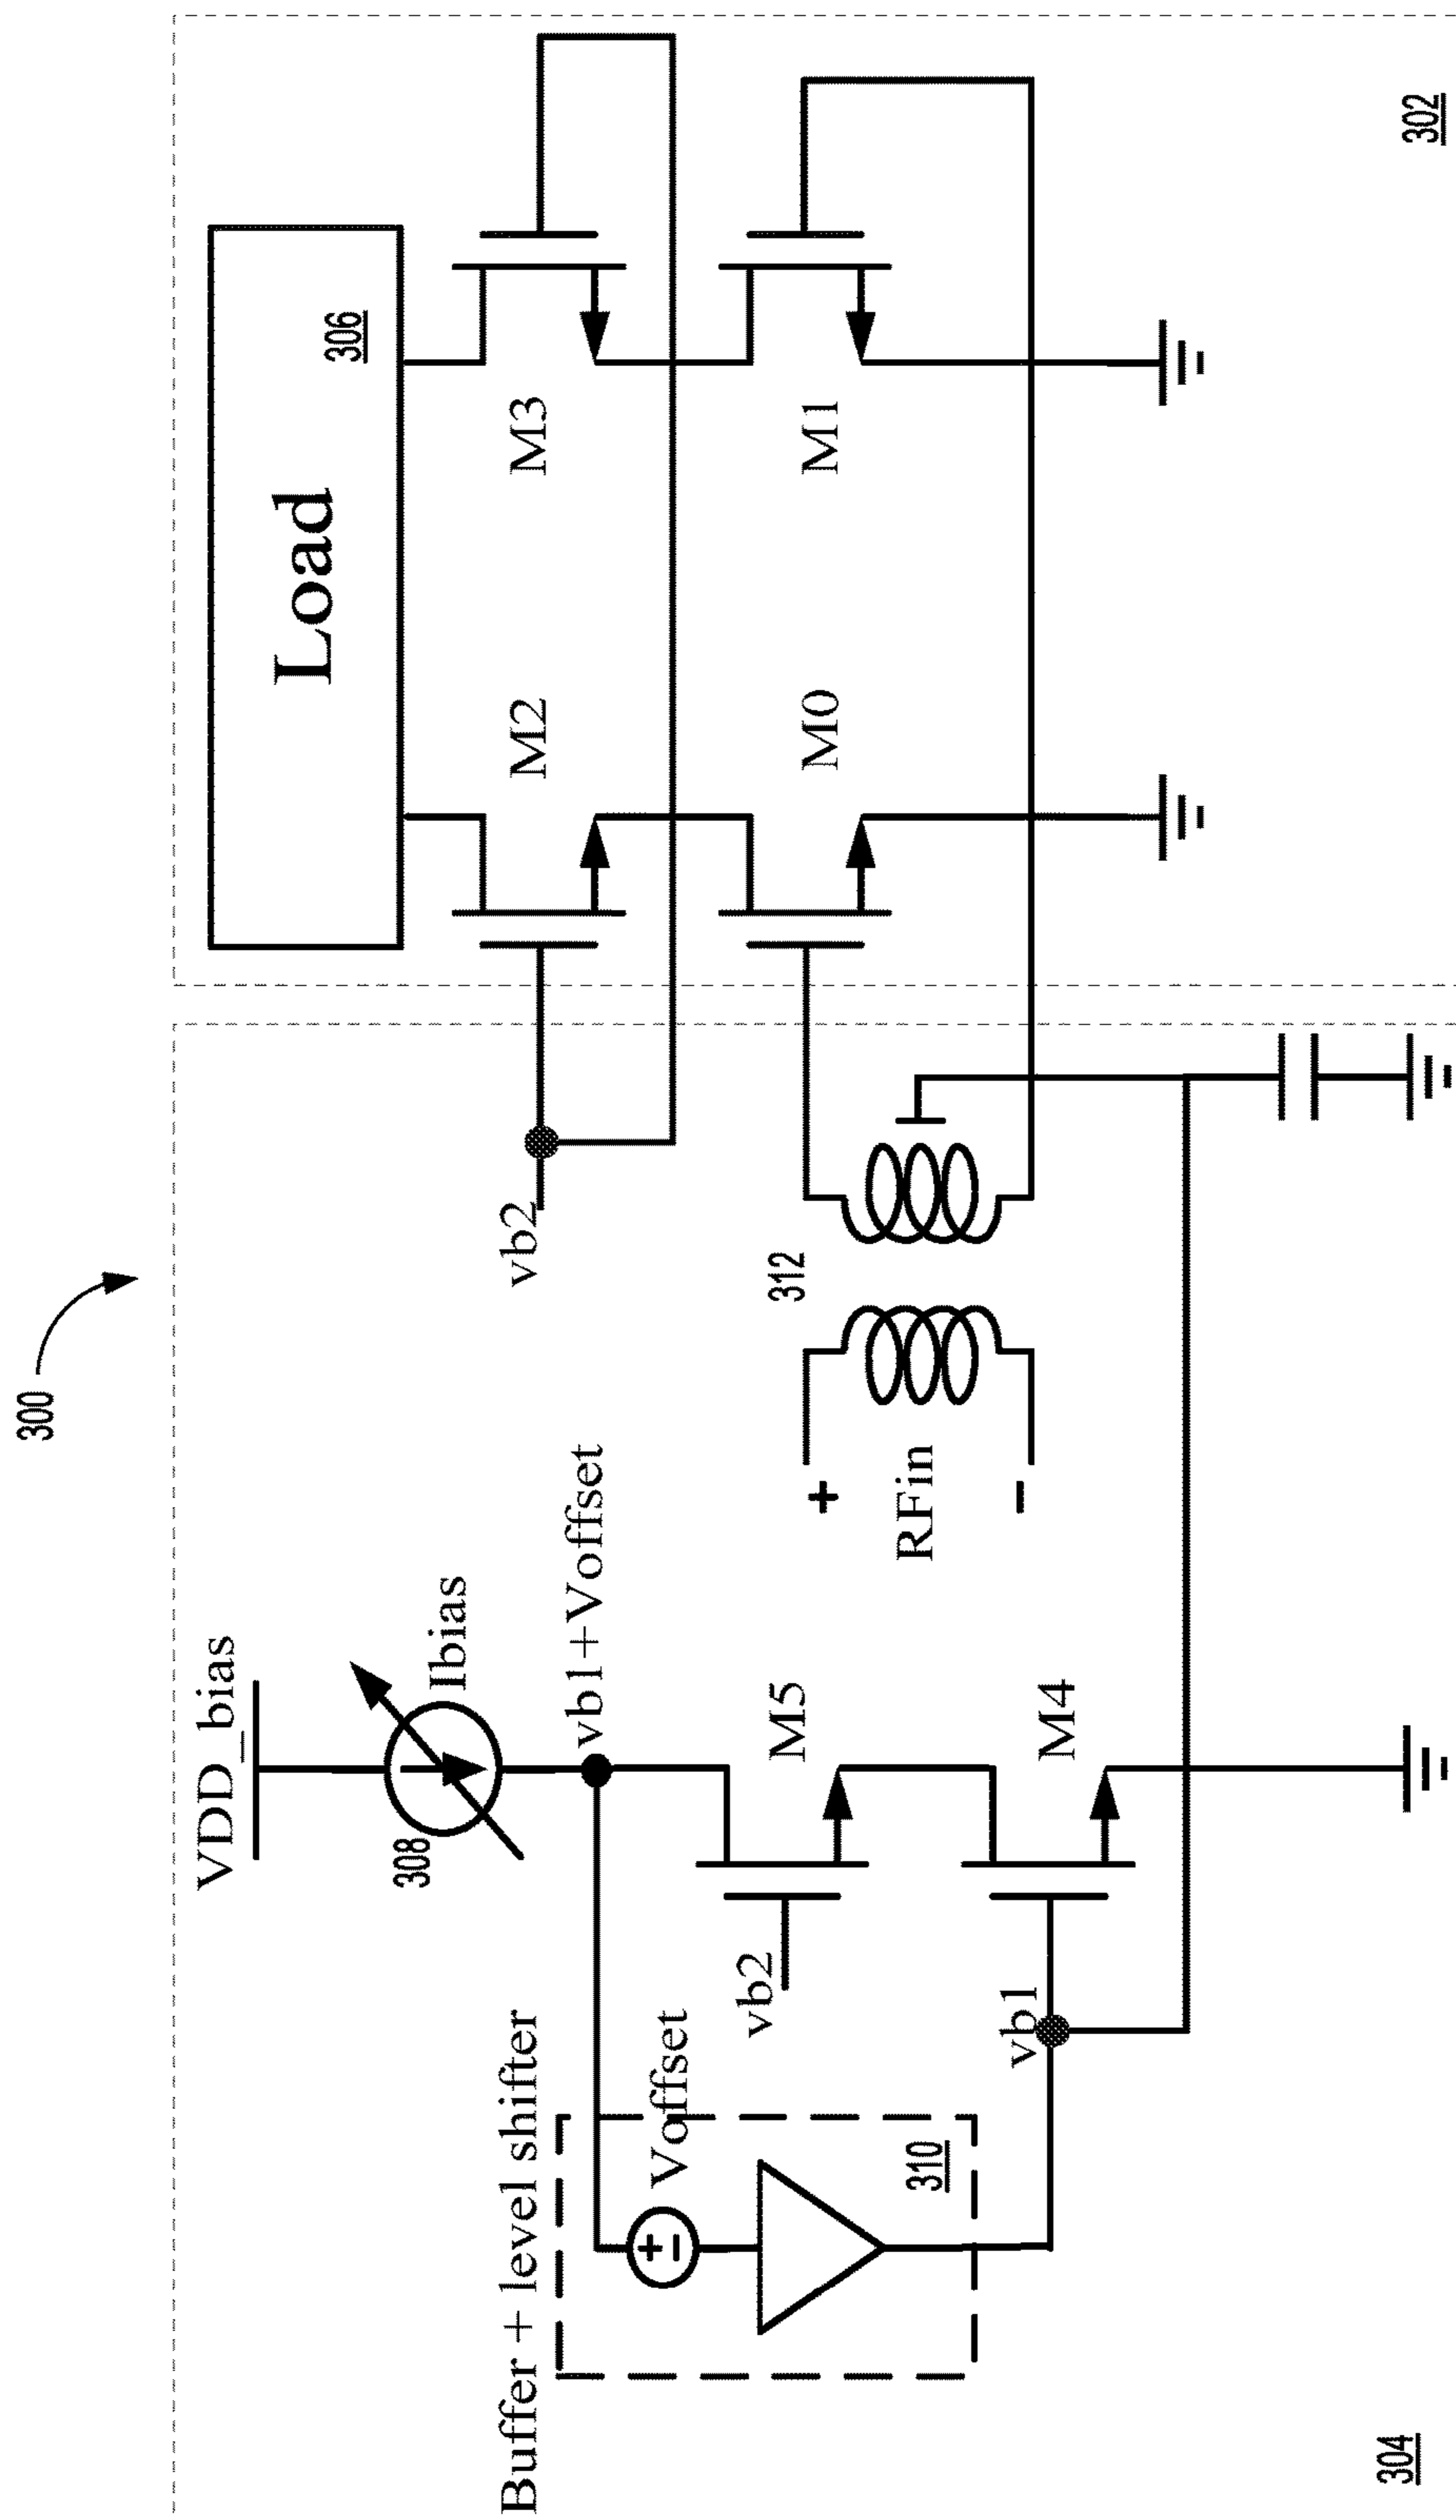 300
VDD_bias
308
Ibias
vb1+Voffset
Buffer + level shifter
Voffset
310
vb2
M5
vb1
M4
304
vb2
312
+
RFin
−
+
−
Load
306
M2
M3
M0
M1
302